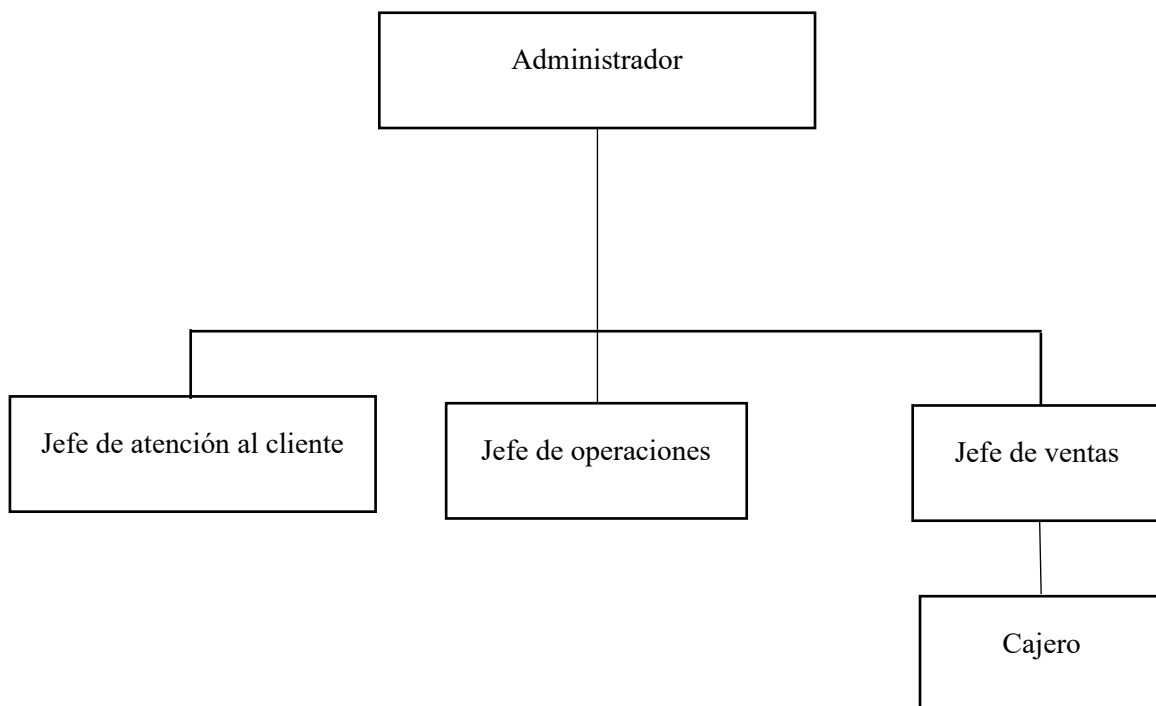 Administrador
Jefe de atención al cliente
Jefe de operaciones
Jefe de ventas
Cajero